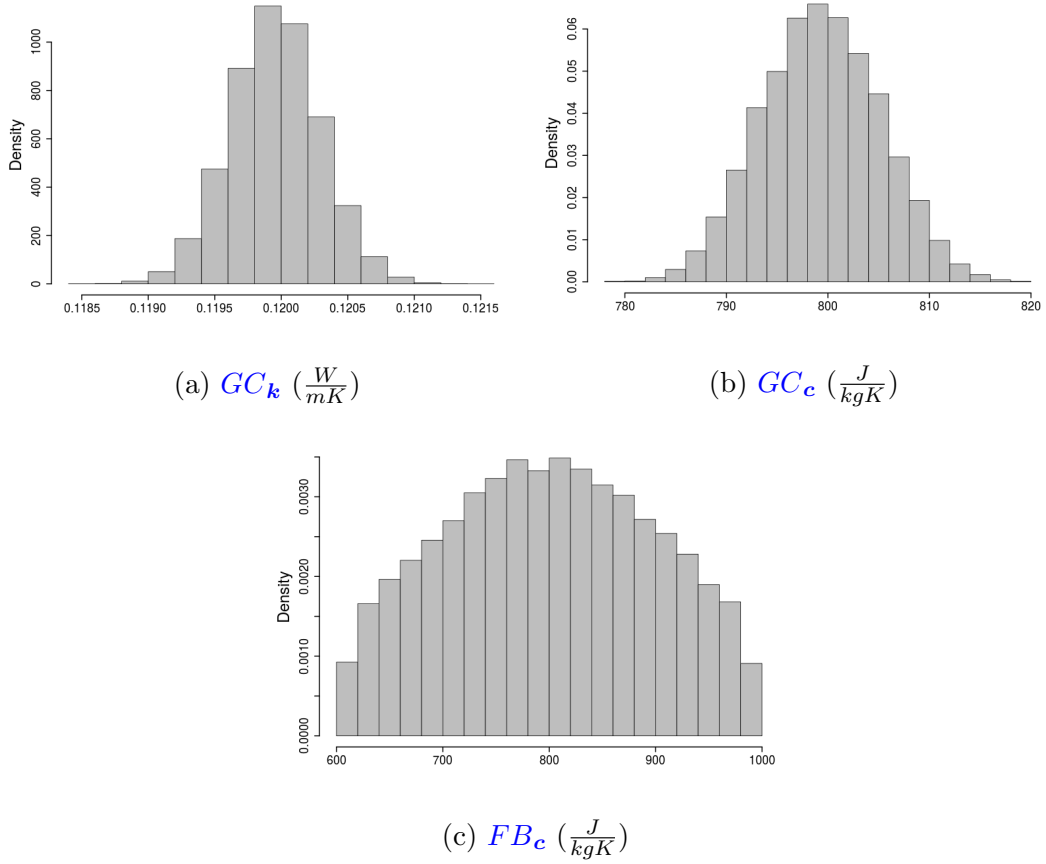 Density
0 200 400 600 800 1000
0.1185 0.1190 0.1195 0.1200 0.1205 0.1210 0.1215
(a) GC_k (W/mK)
Density
0.00 0.01 0.02 0.03 0.04 0.05 0.06
780 790 800 810 820
(b) GC_c (J/kgK)
Density
0.0000 0.0010 0.0020 0.0030
600 700 800 900 1000
(c) FB_c (J/kgK)